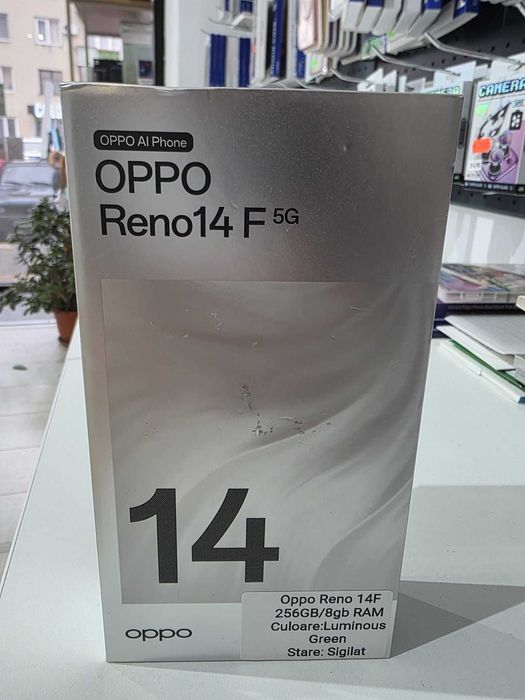 OPPO AI Phone
OPPO
Reno14 F 5G
14
oppo
Oppo Reno 14F
256GB/8gb RAM
Culoare:Luminous
Green
Stare: Sigilat
CAMERA